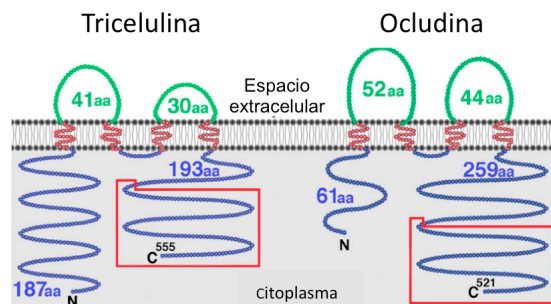 Tricelulina
Ocludina
41aa
30aa
Espacio
extracelular
52aa
44aa
193aa
259aa
61aa
N
C 555
187aa
N
Citoplasma
C 521